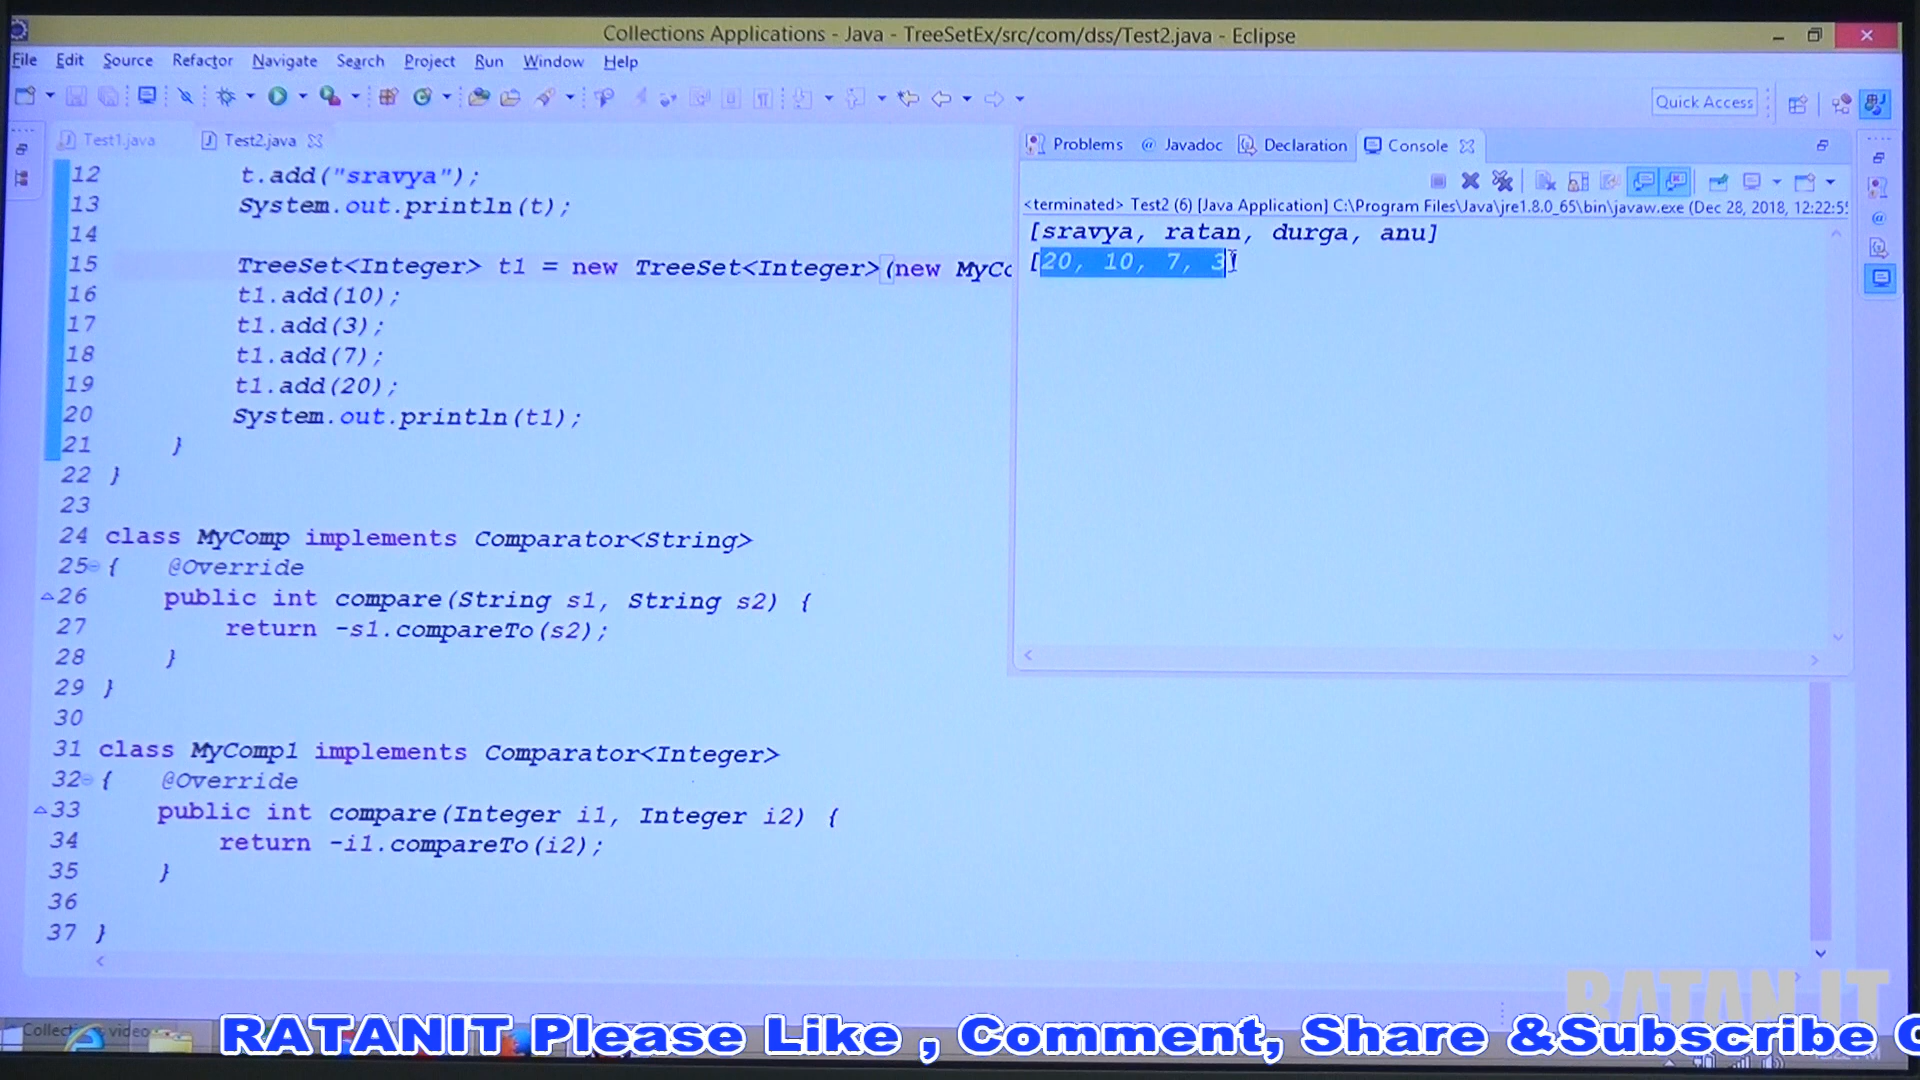 Collections Applications - Java - TreeSetEx/src/com/dss/Test2.java - Eclipse
File Edit Source Refactor Navigate Search Project Run Window Help
Quick Access
Test1.java Test2.java
Problems @ Javadoc Declaration Console
<terminated> Test2 (6) [Java Application] C:\Program Files\Java\jre1.8.0_65\bin\javaw.exe (Dec 28, 2018, 12:22:5
[sravya, ratan, durga, anu]
[20, 10, 7, 3]
12 t.add("sravya");
13 System.out.println(t);
14
15 TreeSet<Integer> t1 = new TreeSet<Integer>(new MyCo
16 t1.add(10);
17 t1.add(3);
18 t1.add(7);
19 t1.add(20);
20 System.out.println(t1);
21 }
22 }
23
24 class MyComp implements Comparator<String>
25 { @Override
26 public int compare(String s1, String s2) {
27 return -s1.compareTo(s2);
28 }
29 }
30
31 class MyComp1 implements Comparator<Integer>
32 { @Override
33 public int compare(Integer i1, Integer i2) {
34 return -i1.compareTo(i2);
35 }
36
37 }
RATAN IT
RATANIT Please Like , Comment, Share &Subscribe